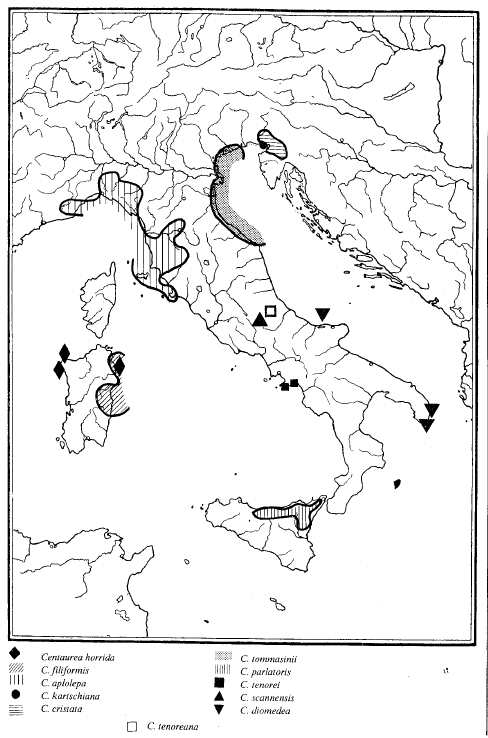 Centaurea horrida
C. filiformis
C. aplolepa
C. kartschiana
C. cristata
C. tommasinii
C. parlatoris
C. tenorei
C. scannensis
C. diomedea
C. tenoreana